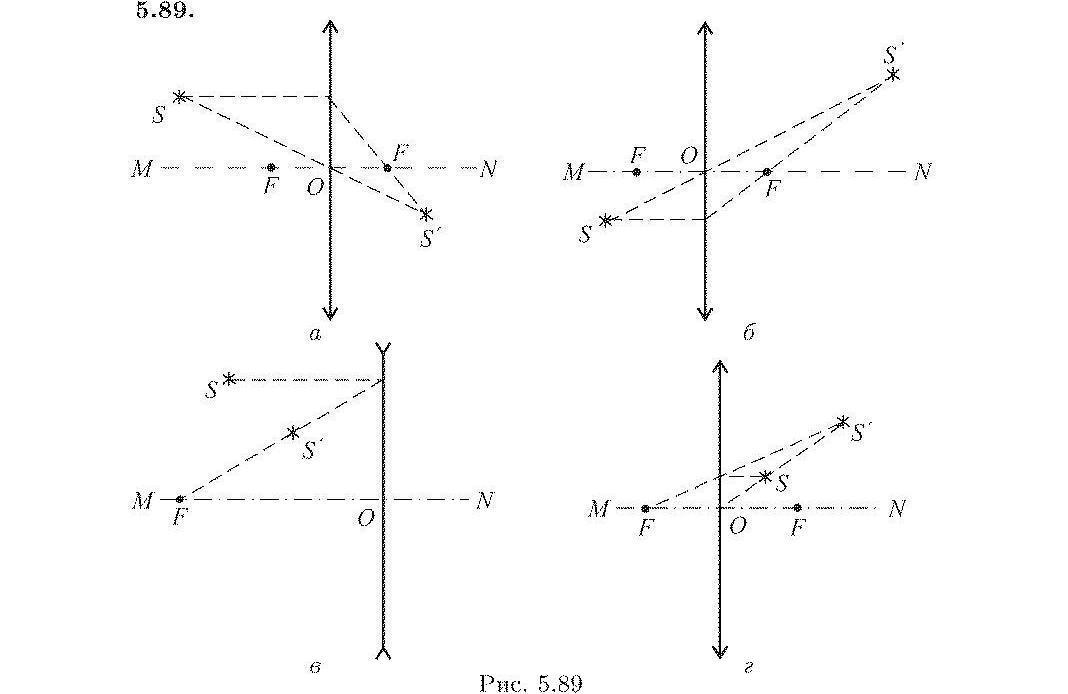 5.89.
S M F O F N S′
S′ M F O F N S
а б
S S′ M F O N
S′ S M F O F N
в г
Рис. 5.89